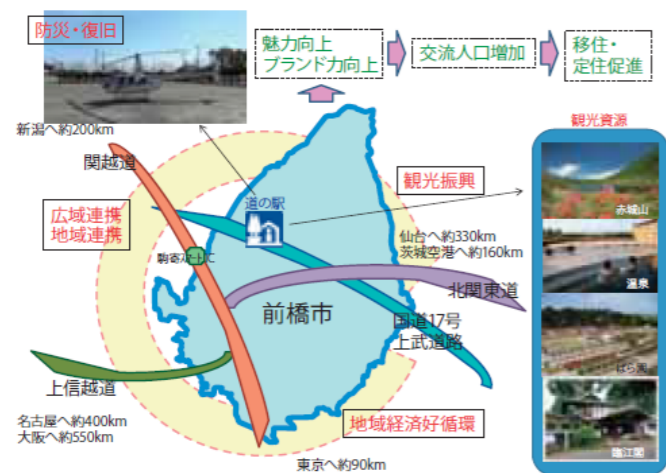 防災・復旧
魅力向上
ブランド力向上
交流人口増加
移住・
定住促進
新潟へ約200km
関越道
観光資源
広域連携
地域連携
道の駅
観光振興
赤城山
仙台へ約330km
茨城空港へ約160km
温泉
北関東道
前橋市
国道17号
上武道路
ばら園
上信越道
臨江閣
名古屋へ約400km
大阪へ約550km
地域経済好循環
東京へ約90km